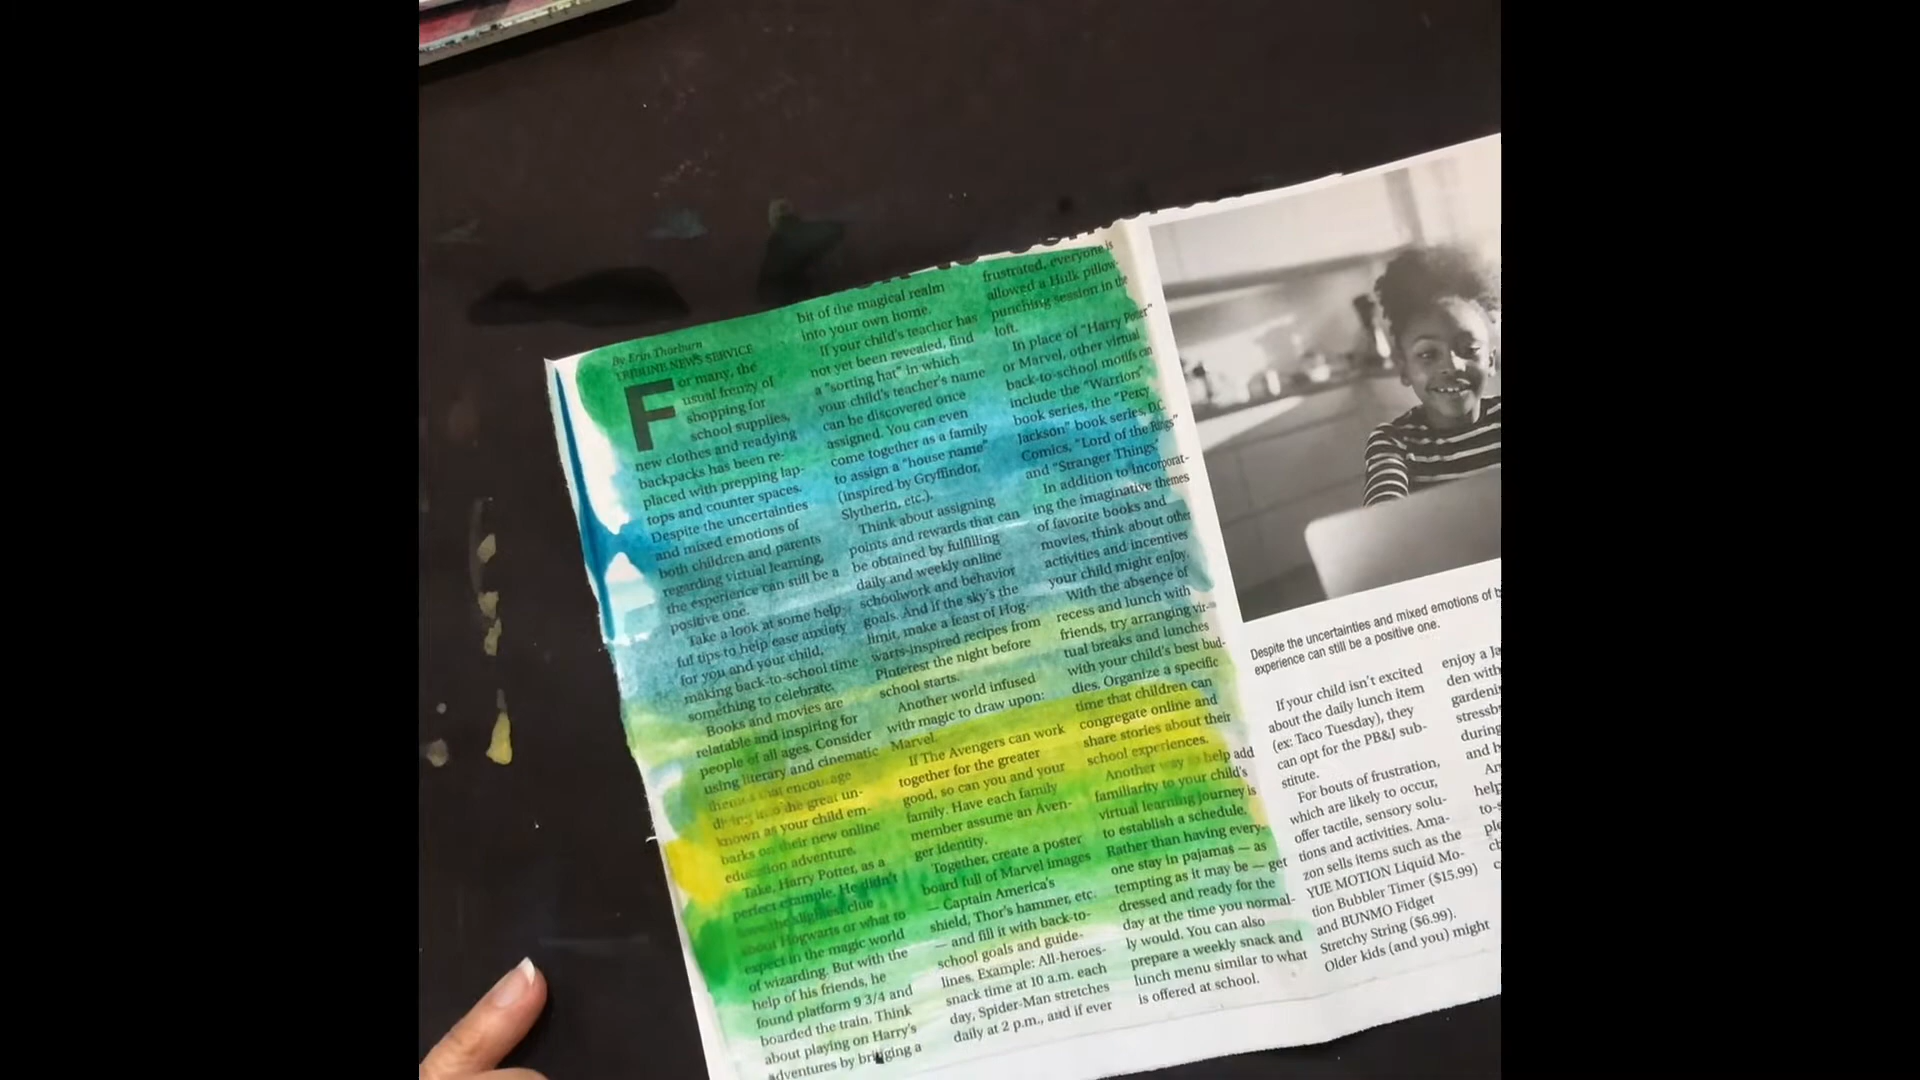 By Erin Thorburn
TRIBUNE NEWS SERVICE
For many, the
usual frenzy of
shopping for
school supplies,
new clothes and readying
backpacks has been re-
placed with prepping lap-
tops and counter spaces.
Despite the uncertainties
and mixed emotions of
both children and parents
regarding virtual learning,
the experience can still be a
positive one.
Take a look at some help-
ful tips to help ease anxiety
for you and your child,
making back-to-school time
something to celebrate.
Books and movies are
relatable and inspiring for
people of all ages. Consider
using literary and cinematic
themes that encourage
diving into the great un-
known as your child em-
barks on their new online
education adventure.
Take, Harry Potter, as a
perfect example. He didn't
have the slightest clue
about Hogwarts or what to
expect in the magic world
of wizarding. But with the
help of his friends, he
found platform 9 3/4 and
boarded the train. Think
about playing on Harry's
adventures by bringing a
bit of the magical realm
into your own home.
If your child's teacher has
not yet been revealed, find
a "sorting hat" in which
your child's teacher's name
can be discovered once
assigned. You can even
come together as a family
to assign a "house name"
(inspired by Gryffindor,
Slytherin, etc.).
Think about assigning
points and rewards that can
be obtained by fulfilling
daily and weekly online
schoolwork and behavior
goals. And if the sky's the
limit, make a feast of Hog-
warts-inspired recipes from
Pinterest the night before
school starts.
Another world infused
with magic to draw upon:
Marvel.
If The Avengers can work
together for the greater
good, so can you and your
family. Have each family
member assume an Aven-
ger identity.
Together, create a poster
board full of Marvel images
— Captain America's
shield, Thor's hammer, etc.
— and fill it with back-to-
school goals and guide-
lines. Example: All-heroes-
snack time at 10 a.m. each
day, Spider-Man stretches
daily at 2 p.m., and if ever
frustrated, everyone is
allowed a Hulk pillow-
punching session in the
loft.
In place of "Harry Potter"
or Marvel, other virtual
back-to-school motifs can
include the "Warriors"
book series, the "Percy
Jackson" book series, DC
Comics, "Lord of the Rings"
and "Stranger Things."
In addition to incorporat-
ing the imaginative themes
of favorite books and
movies, think about other
activities and incentives
your child might enjoy.
With the absence of
recess and lunch with
friends, try arranging vir-
tual breaks and lunches
with your child's best bud-
dies. Organize a specific
time that children can
congregate online and
share stories about their
school experiences.
Another way to help add
familiarity to your child's
virtual learning journey is
to establish a schedule.
Rather than having every-
one stay in pajamas — as
tempting as it may be — get
dressed and ready for the
day at the time you normal-
ly would. You can also
prepare a weekly snack and
lunch menu similar to what
is offered at school.
Despite the uncertainties and mixed emotions of
experience can still be a positive one.
If your child isn't excited
about the daily lunch item
(ex: Taco Tuesday), they
can opt for the PB&J sub-
stitute.
For bouts of frustration,
which are likely to occur,
offer tactile, sensory solu-
tions and activities. Ama-
zon sells items such as the
YUE MOTION Liquid Mo-
tion Bubbler Timer ($15.99)
and BUNMO Fidget
Stretchy String ($6.99).
Older kids (and you) might
enjoy a
den with
gardeni
stressb
during
and
help
to-s